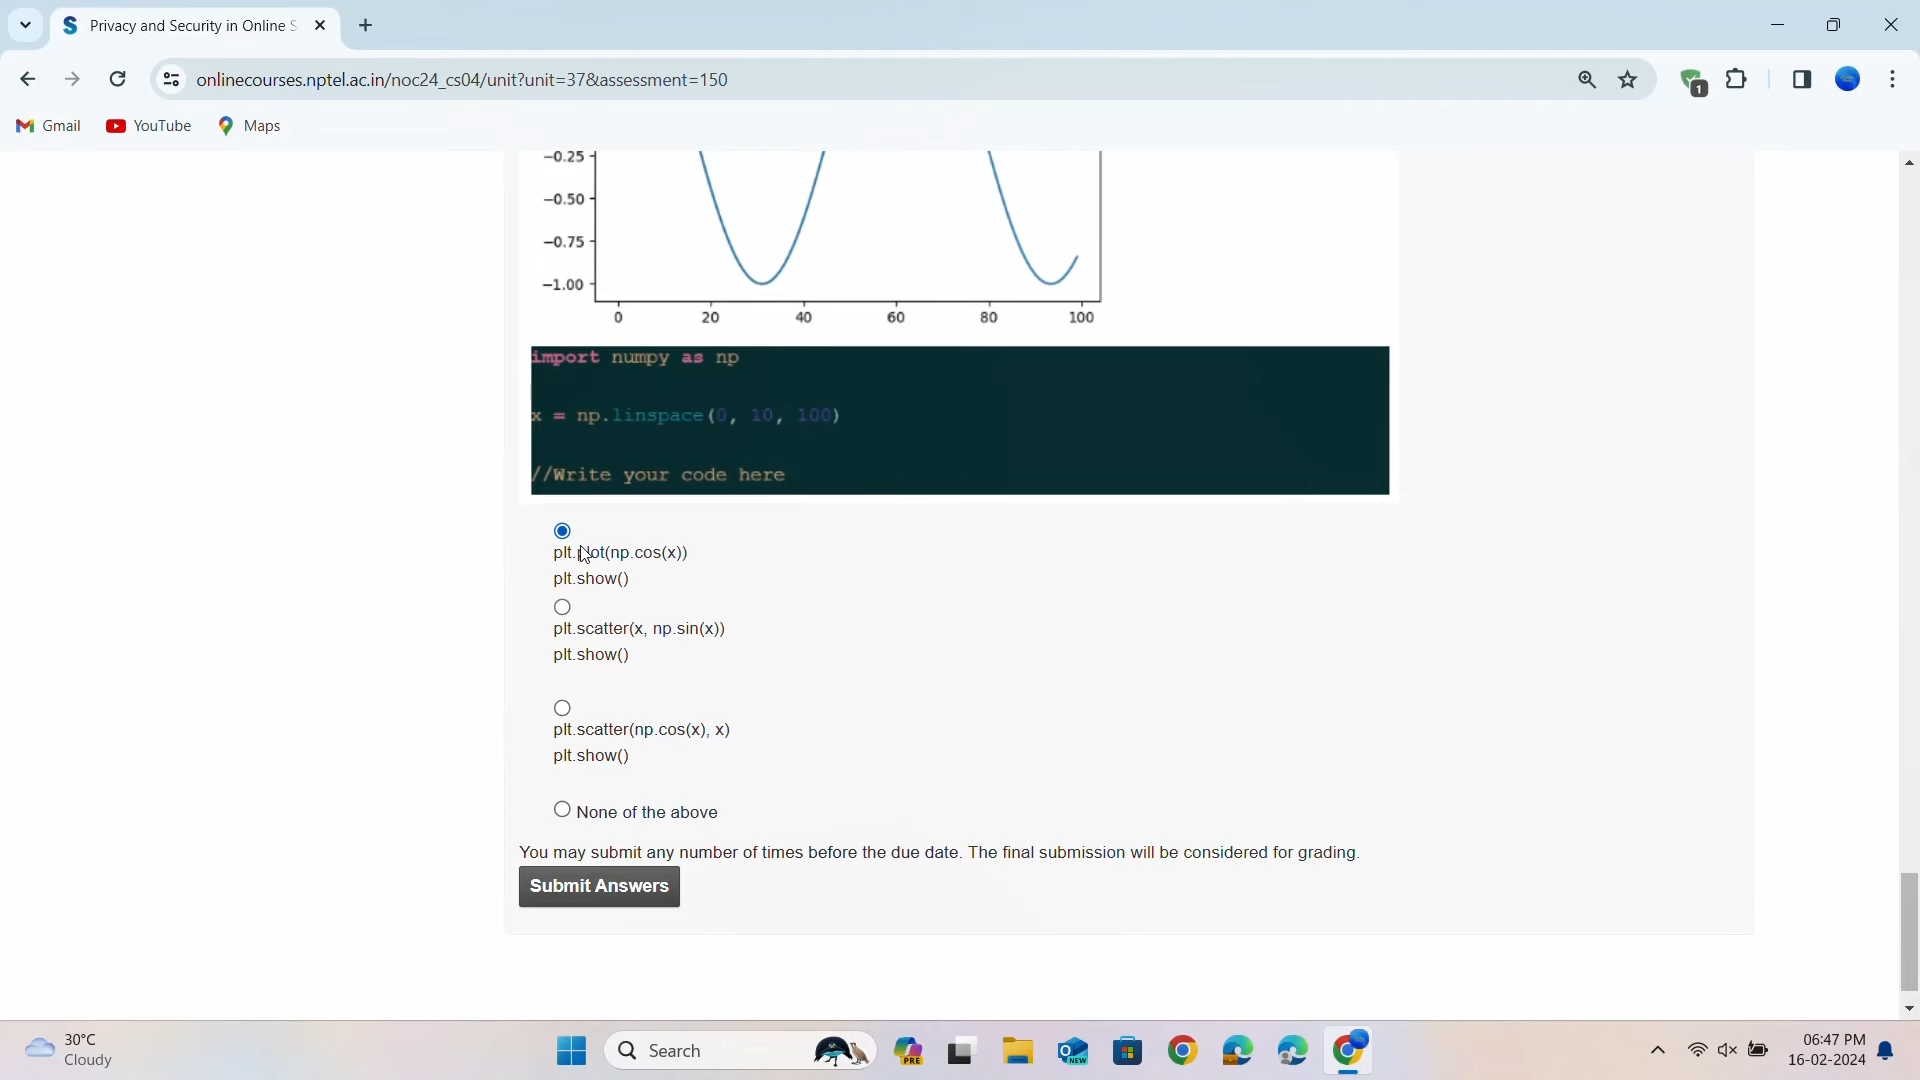 Privacy and Security in Online S
onlinecourses.nptel.ac.in/noc24_cs04/unit?unit=37&assessment=150
1
Gmail YouTube Maps
−0.25
−0.50
−0.75
−1.00
0 20 40 60 80 100
import numpy as np
x = np.linspace(0, 10, 100)
//Write your code here
plt.plot(np.cos(x))
plt.show()
plt.scatter(x, np.sin(x))
plt.show()
plt.scatter(np.cos(x), x)
plt.show()
None of the above
You may submit any number of times before the due date. The final submission will be considered for grading.
Submit Answers
30°C
Cloudy
Search
PRE
NEW
06:47 PM
16-02-2024